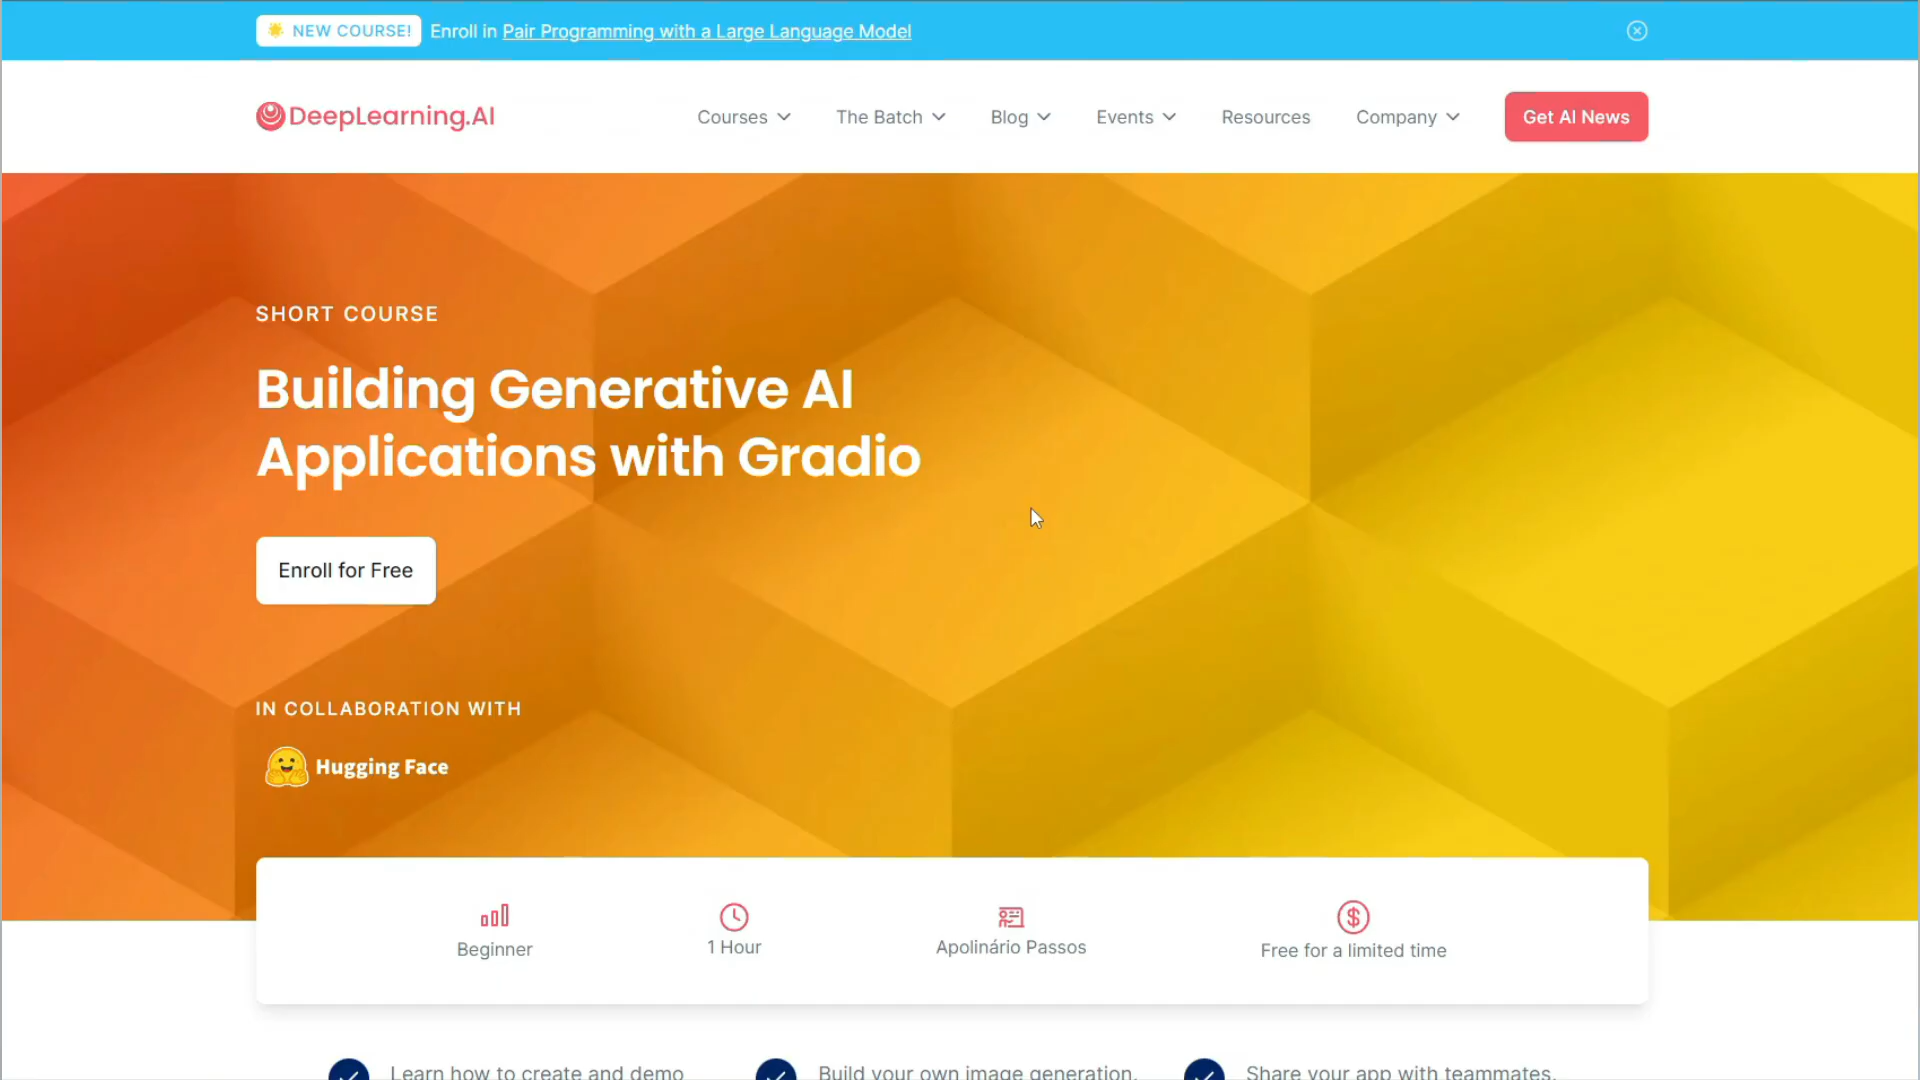 NEW COURSE! Enroll in Pair Programming with a Large Language Model
DeepLearning.AI
Courses
The Batch
Blog
Events
Resources
Company
Get AI News
SHORT COURSE
Building Generative AI
Applications with Gradio
Enroll for Free
IN COLLABORATION WITH
Hugging Face
Beginner
1 Hour
Apolinário Passos
Free for a limited time
Learn how to create and demo
Build your own image generation,
Share your app with teammates,